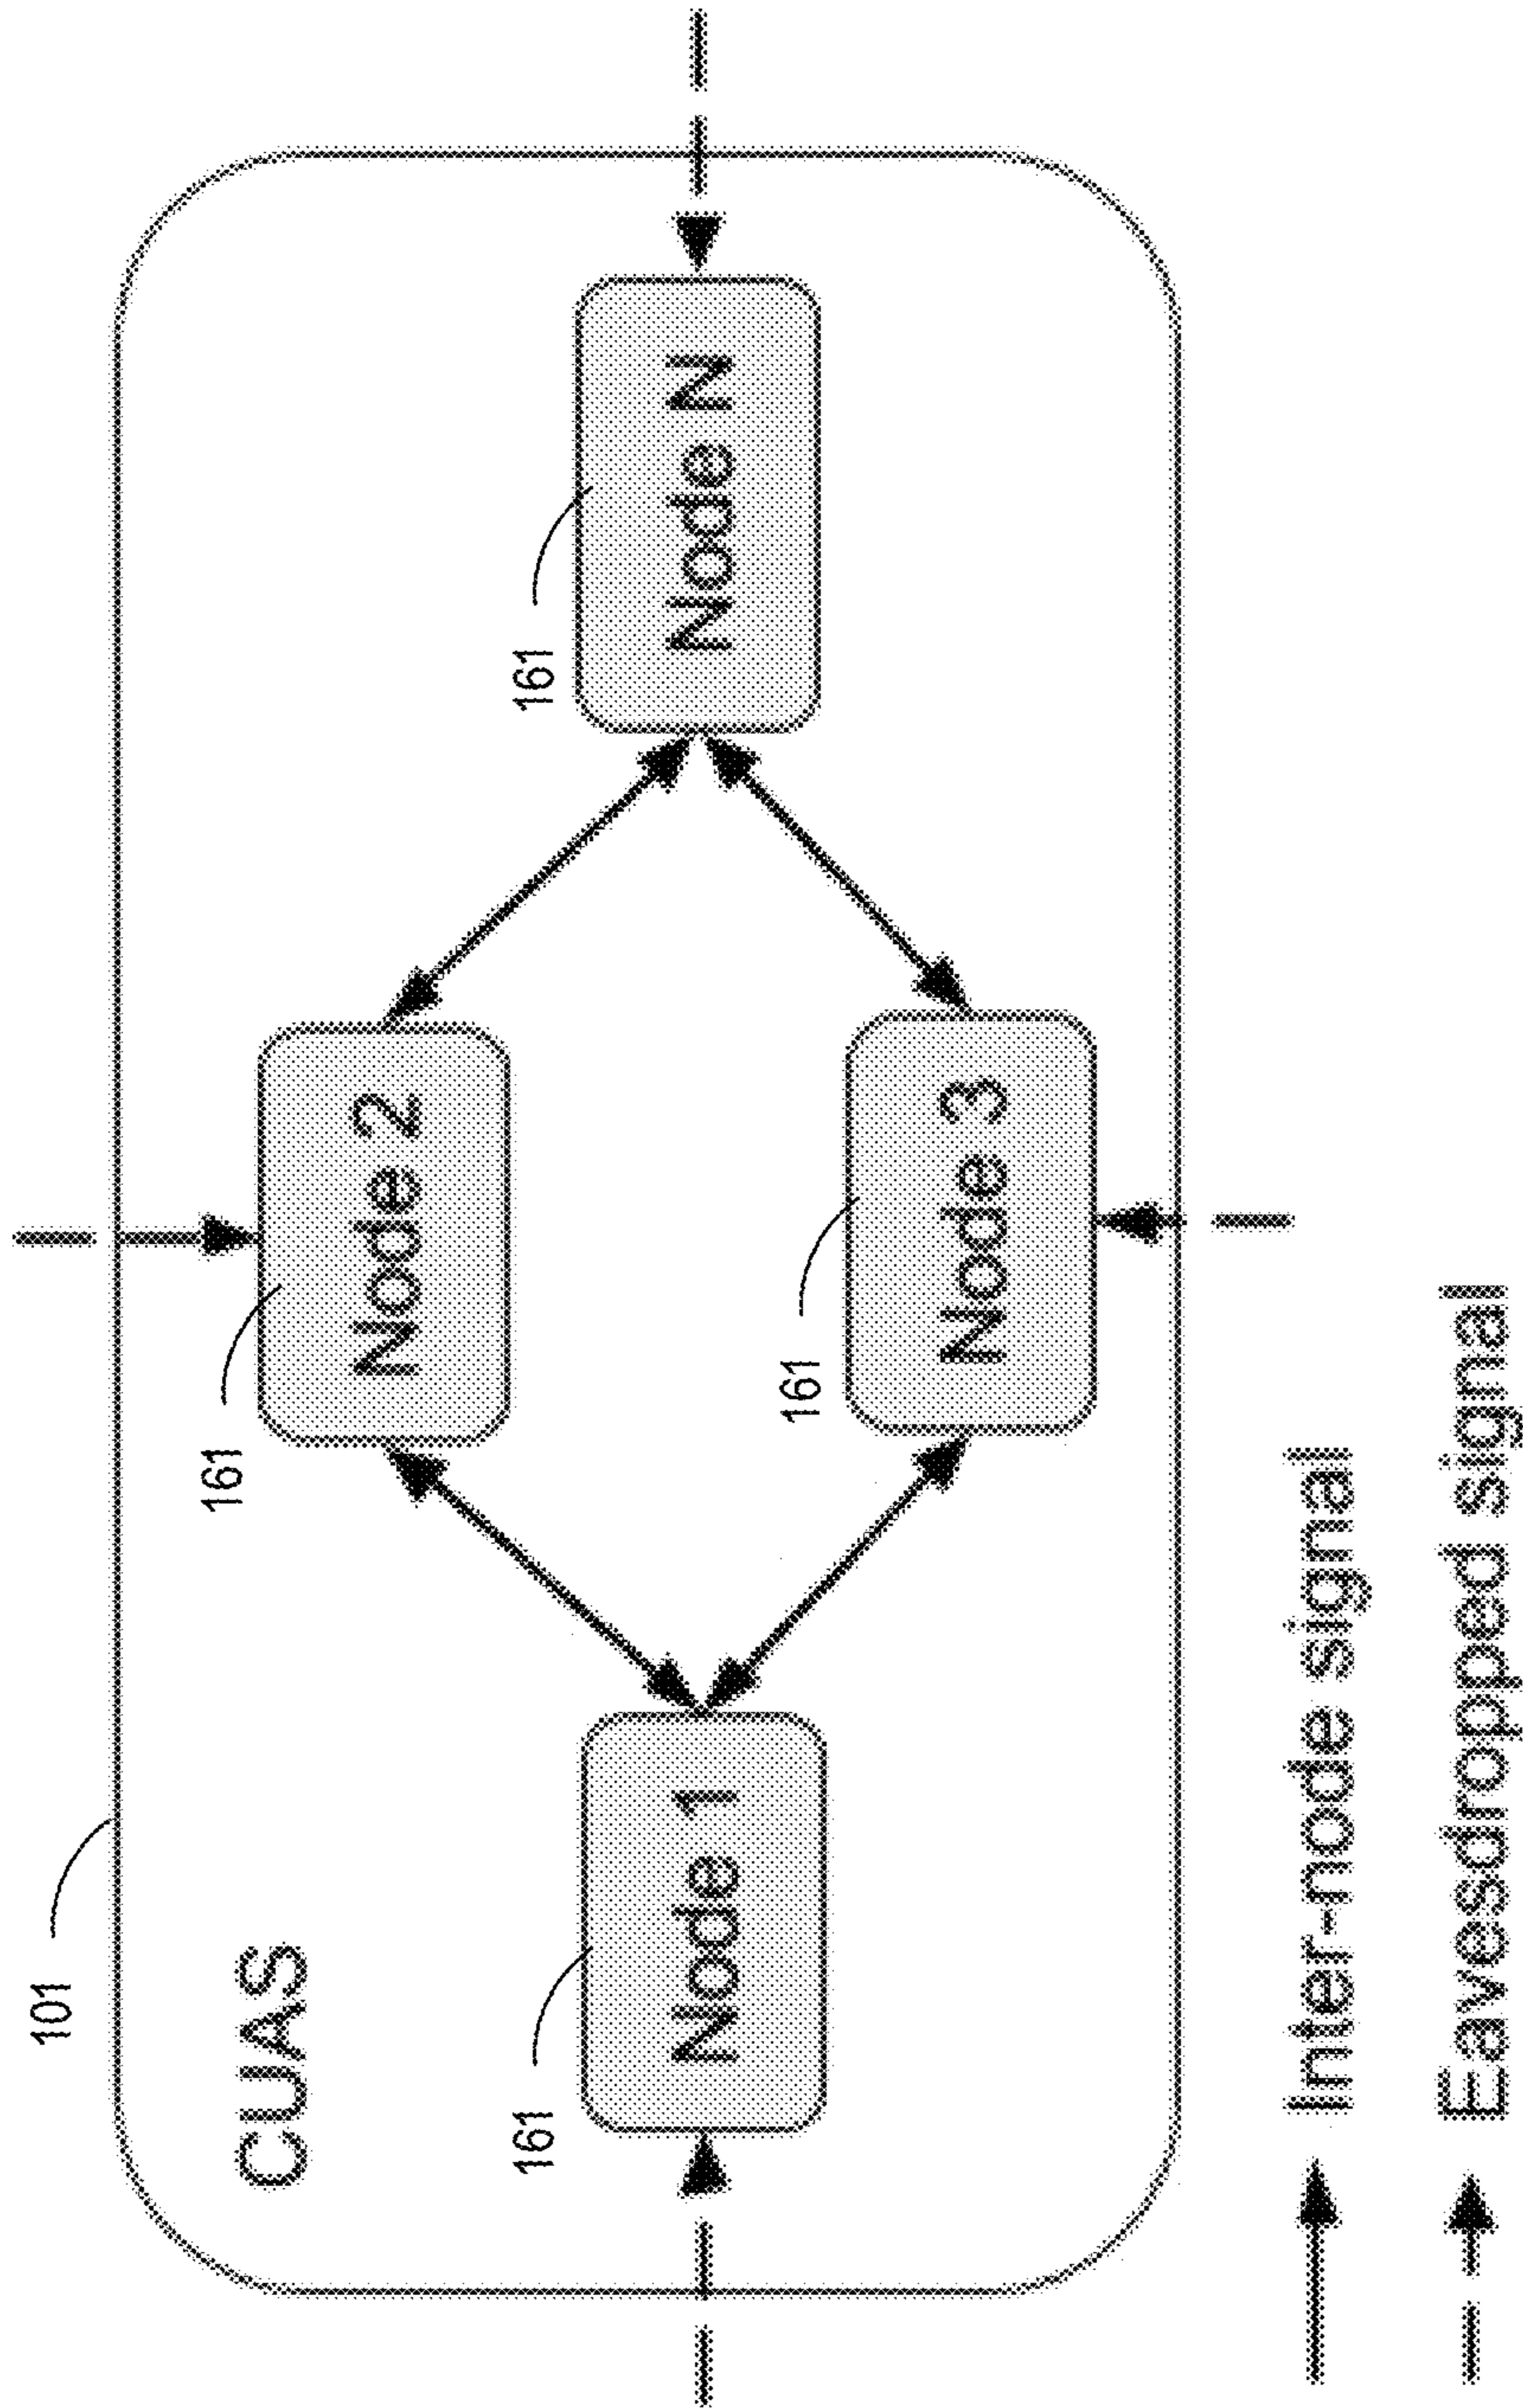 101
CUAS
161
Node 2
161
Node 1
161
Node N
161
Node 3
Inter-node signal
Eavesdropped signal